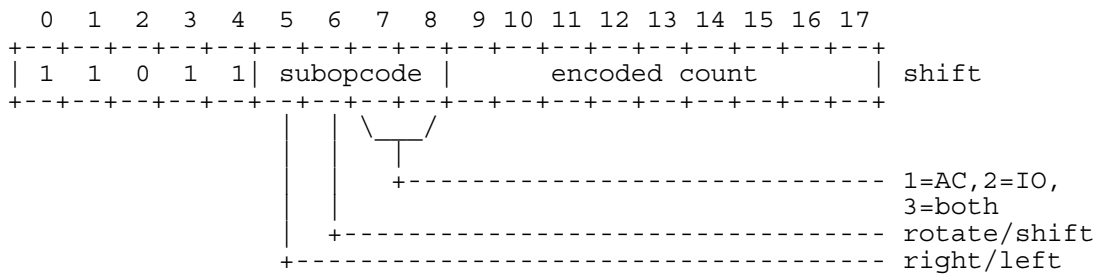 0  1  2  3  4  5  6  7  8  9 10 11 12 13 14 15 16 17
+--+--+--+--+--+--+--+--+--+--+--+--+--+--+--+--+--+--+
| 1  1  0  1  1| subopcode |      encoded count       | shift
+--+--+--+--+--+--+--+--+--+--+--+--+--+--+--+--+--+--+
                 |  | \___/
                 |  |   |
                 |  |   +------------------------------ 1=AC,2=IO,
                 |  |                                   3=both
                 |  +---------------------------------- rotate/shift
                 +------------------------------------- right/left